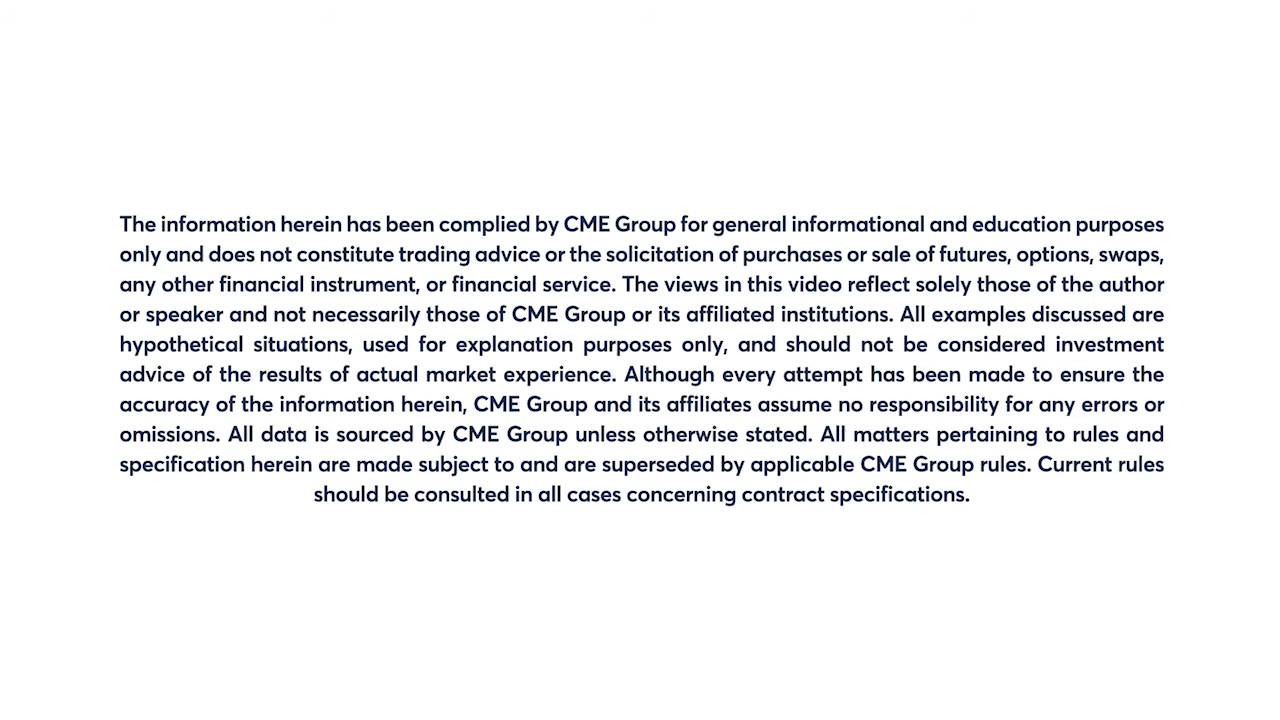 The information herein has been complied by CME Group for general informational and education purposes
only and does not constitute trading advice or the solicitation of purchases or sale of futures, options, swaps,
any other financial instrument, or financial service. The views in this video reflect solely those of the author
or speaker and not necessarily those of CME Group or its affiliated institutions. All examples discussed are
hypothetical situations, used for explanation purposes only, and should not be considered investment
advice of the results of actual market experience. Although every attempt has been made to ensure the
accuracy of the information herein, CME Group and its affiliates assume no responsibility for any errors or
omissions. All data is sourced by CME Group unless otherwise stated. All matters pertaining to rules and
specification herein are made subject to and are superseded by applicable CME Group rules. Current rules
should be consulted in all cases concerning contract specifications.